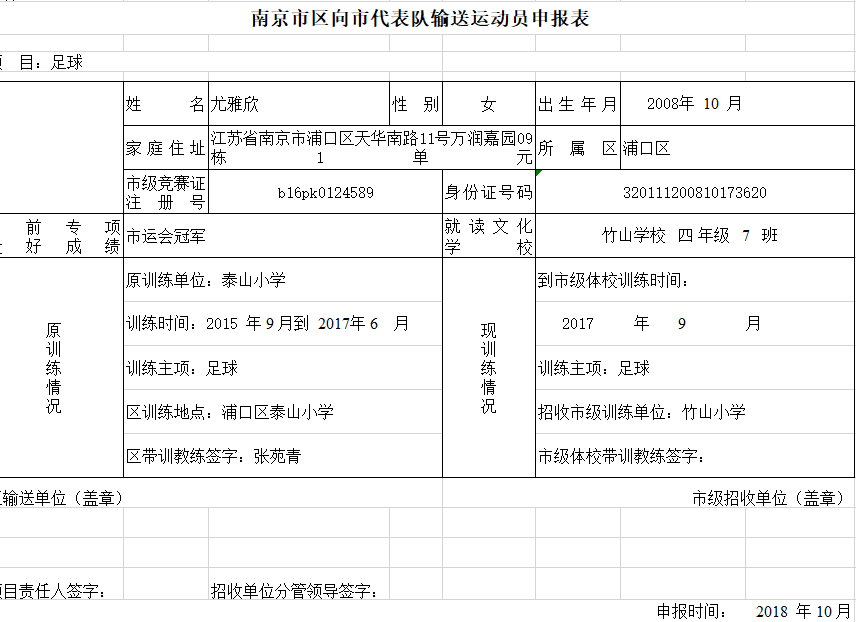 南京市区向市代表队输送运动员申报表
目：足球
姓 名 尤雅欣 性 别 女 出生年月 2008年 10 月
家庭住址 江苏省南京市浦口区天华南路11号万润嘉园09
栋 1 单 元
所 属 区 浦口区
市级竞赛证
注 册 号
b16pk0124589 身份证号码 320111200810173620
前 专 项
好 成 绩
市运会冠军
就读文化
学 校
竹山学校 四年级 7 班
原训练情况
原训练单位：泰山小学
训练时间：2015 年9月到 2017年6 月
训练主项：足球
区训练地点：浦口区泰山小学
区带训教练签字：张苑青
现训练情况
到市级体校训练时间：
2017 年 9 月
训练主项：足球
招收市级训练单位：竹山小学
市级体校带训教练签字：
输送单位（盖章） 市级招收单位（盖章）
目责任人签字： 招收单位分管领导签字：
申报时间： 2018 年10月